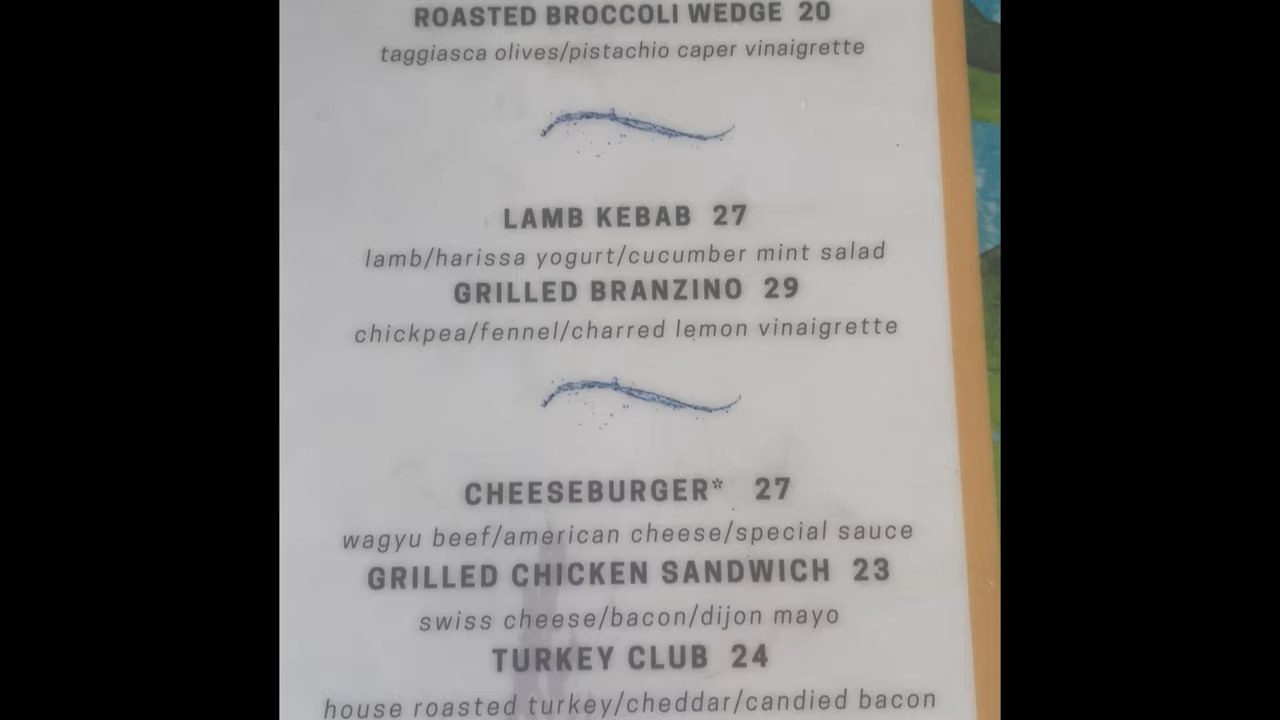 ROASTED BROCCOLI WEDGE 20
taggiasca olives/pistachio caper vinaigrette
LAMB KEBAB 27
lamb/harissa yogurt/cucumber mint salad
GRILLED BRANZINO 29
chickpea/fennel/charred lemon vinaigrette
CHEESEBURGER* 27
wagyu beef/american cheese/special sauce
GRILLED CHICKEN SANDWICH 23
swiss cheese/bacon/dijon mayo
TURKEY CLUB 24
house roasted turkey/cheddar/candied bacon